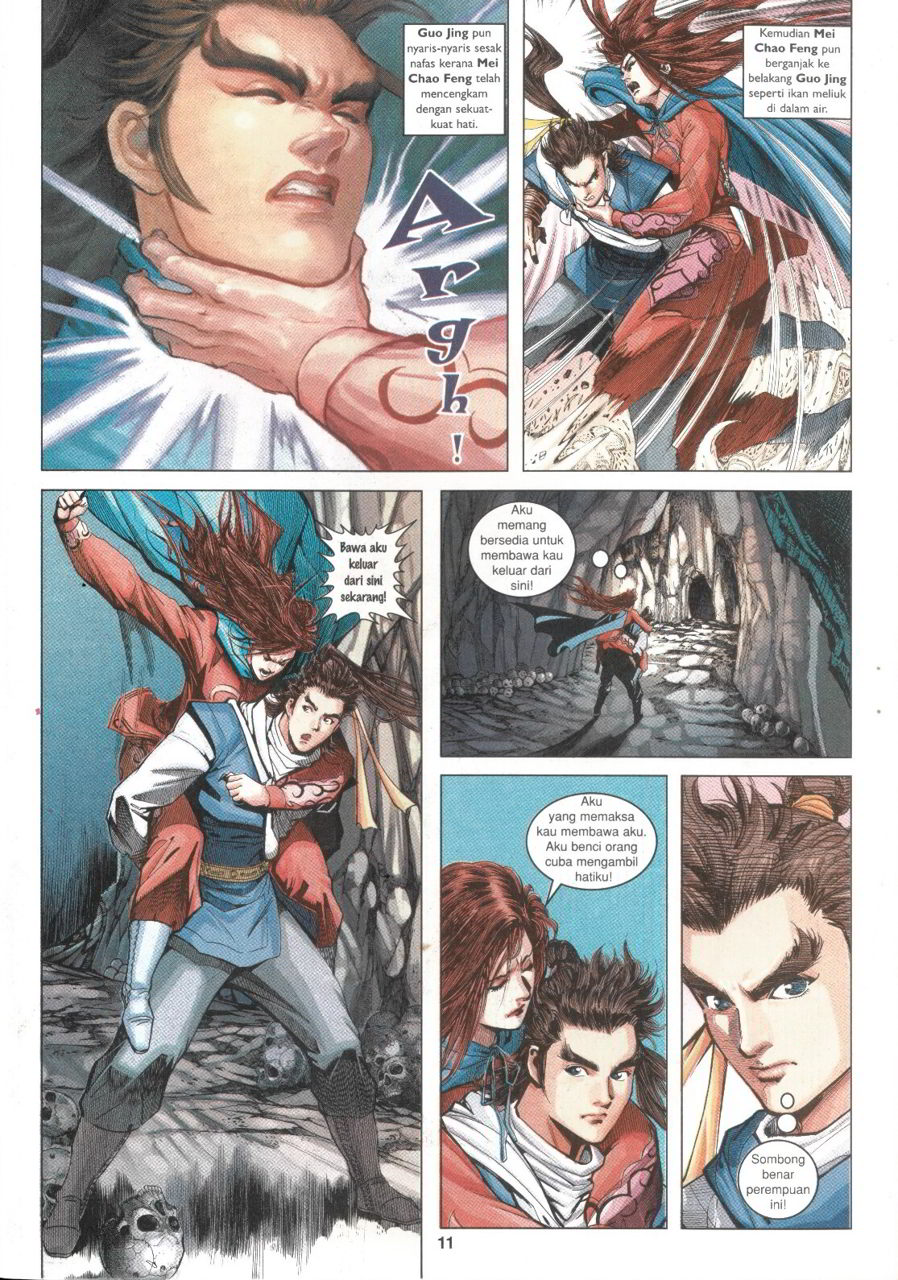 Guo Jing pun
nyaris-nyaris sesak
nafas kerana Mei
Chao Feng telah
mencengkam
dengan sekuat-
kuat hati.
Argh!
Kemudian Mei
Chao Feng pun
berganjak ke
belakang Guo Jing
seperti ikan meliuk
di dalam air.
Bawa aku
keluar
dari sini
sekarang!
Aku
memang
bersedia untuk
membawa kau
keluar dari
sini!
Aku
yang memaksa
kau membawa aku.
Aku benci orang
cuba mengambil
hatiku!
Sombong
benar
perempuan
ini!
11